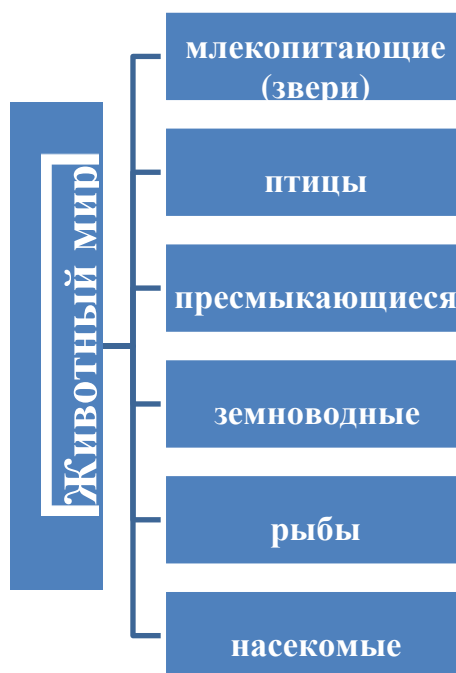 Животный мир
млекопитающие
(звери)
птицы
пресмыкающиеся
земноводные
рыбы
насекомые